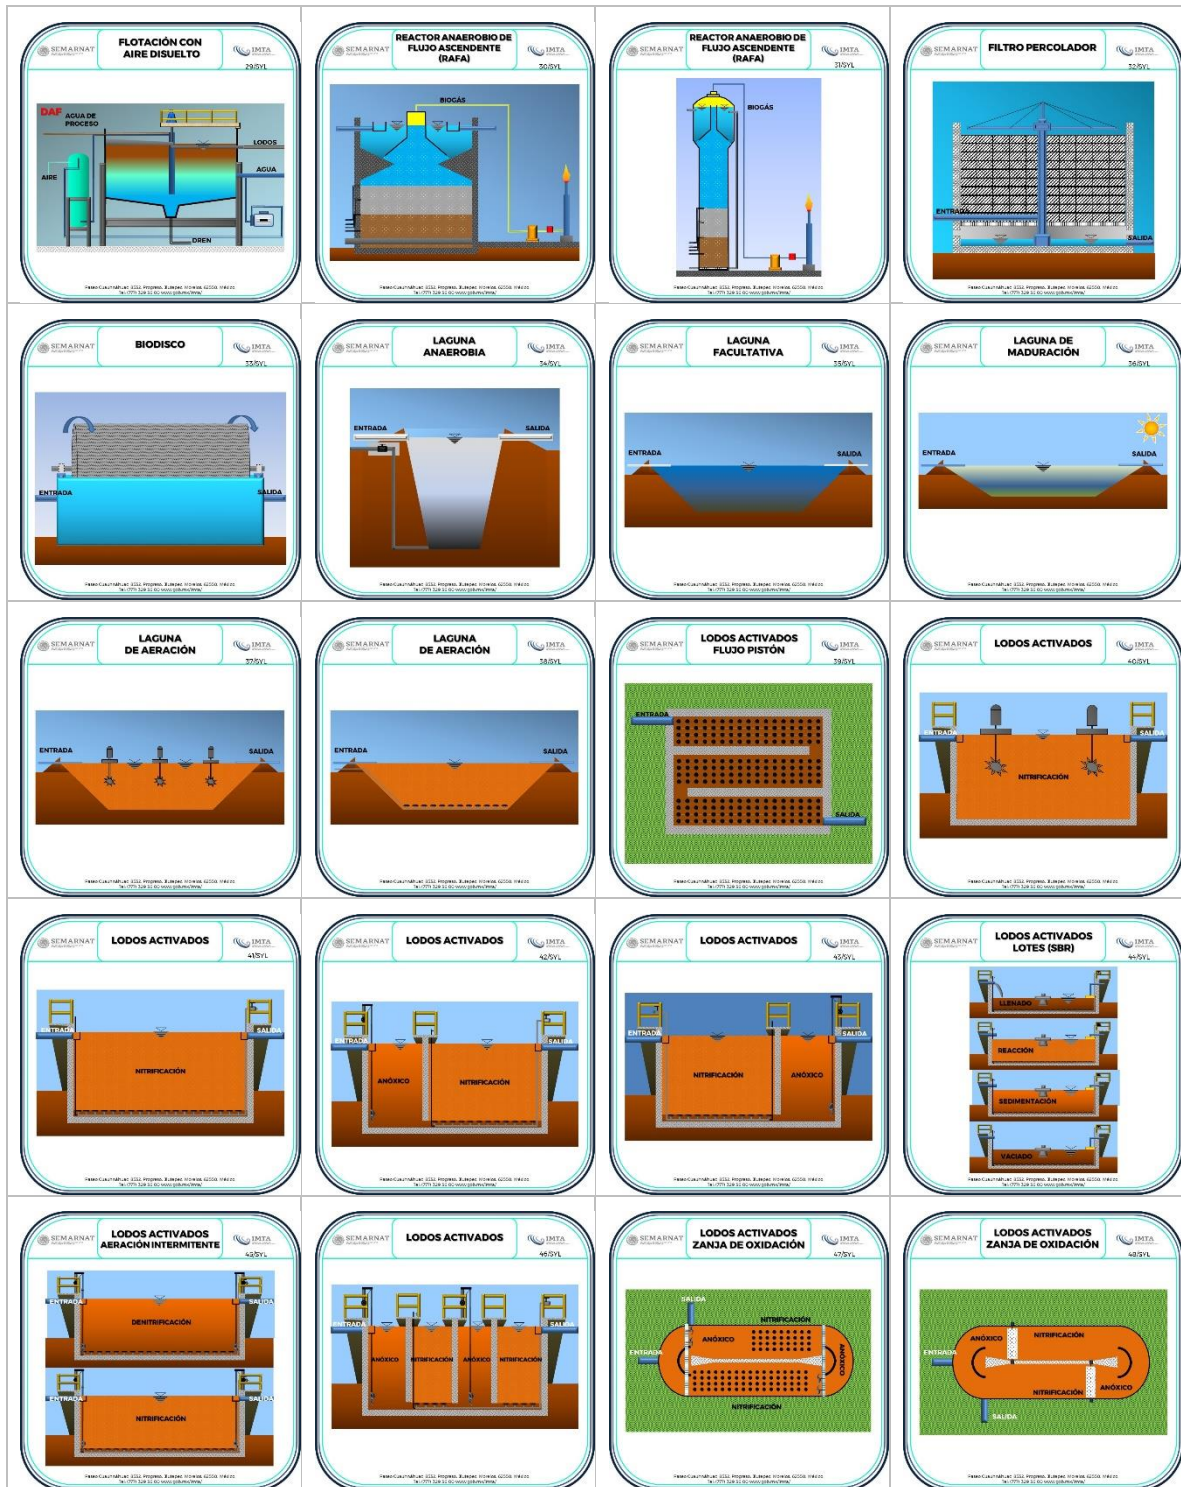 SEMARNAT
FLOTACIÓN CON
AIRE DISUELTO
IMTA
29/SYL
DAF
AGUA DE
PROCESO
LODOS
AIRE
AGUA
DREN
SEMARNAT
REACTOR ANAEROBIO DE
FLUJO ASCENDENTE
(RAFA)
IMTA
30/SYL
BIOGÁS
SEMARNAT
REACTOR ANAEROBIO DE
FLUJO ASCENDENTE
(RAFA)
IMTA
31/SYL
BIOGÁS
SEMARNAT
FILTRO PERCOLADOR
IMTA
32/SYL
ENTRADA
SALIDA
SEMARNAT
BIODISCO
IMTA
33/SYL
ENTRADA
SALIDA
SEMARNAT
LAGUNA
ANAEROBIA
IMTA
34/SYL
ENTRADA
SALIDA
SEMARNAT
LAGUNA
FACULTATIVA
IMTA
35/SYL
ENTRADA
SALIDA
SEMARNAT
LAGUNA DE
MADURACIÓN
IMTA
36/SYL
ENTRADA
SALIDA
SEMARNAT
LAGUNA
DE AERACIÓN
IMTA
37/SYL
ENTRADA
SALIDA
SEMARNAT
LAGUNA
DE AERACIÓN
IMTA
38/SYL
ENTRADA
SALIDA
SEMARNAT
LODOS ACTIVADOS
FLUJO PISTÓN
IMTA
39/SYL
ENTRADA
SALIDA
SEMARNAT
LODOS ACTIVADOS
IMTA
40/SYL
ENTRADA
SALIDA
NITRIFICACIÓN
SEMARNAT
LODOS ACTIVADOS
IMTA
41/SYL
ENTRADA
SALIDA
NITRIFICACIÓN
SEMARNAT
LODOS ACTIVADOS
IMTA
42/SYL
ENTRADA
SALIDA
ANÓXICO
NITRIFICACIÓN
SEMARNAT
LODOS ACTIVADOS
IMTA
43/SYL
ENTRADA
SALIDA
NITRIFICACIÓN
ANÓXICO
SEMARNAT
LODOS ACTIVADOS
LOTES (SBR)
IMTA
44/SYL
LLENADO
REACCIÓN
SEDIMENTACIÓN
VACIADO
SEMARNAT
LODOS ACTIVADOS
AERACIÓN INTERMITENTE
IMTA
45/SYL
ENTRADA
SALIDA
DENITRIFICACIÓN
ENTRADA
SALIDA
NITRIFICACIÓN
SEMARNAT
LODOS ACTIVADOS
IMTA
46/SYL
ENTRADA
SALIDA
ANÓXICO
NITRIFICACIÓN
ANÓXICO
NITRIFICACIÓN
SEMARNAT
LODOS ACTIVADOS
ZANJA DE OXIDACIÓN
IMTA
47/SYL
SALIDA
NITRIFICACIÓN
ANÓXICO
ENTRADA
ANÓXICO
NITRIFICACIÓN
SEMARNAT
LODOS ACTIVADOS
ZANJA DE OXIDACIÓN
IMTA
48/SYL
ANÓXICO
NITRIFICACIÓN
ENTRADA
NITRIFICACIÓN
ANÓXICO
SALIDA